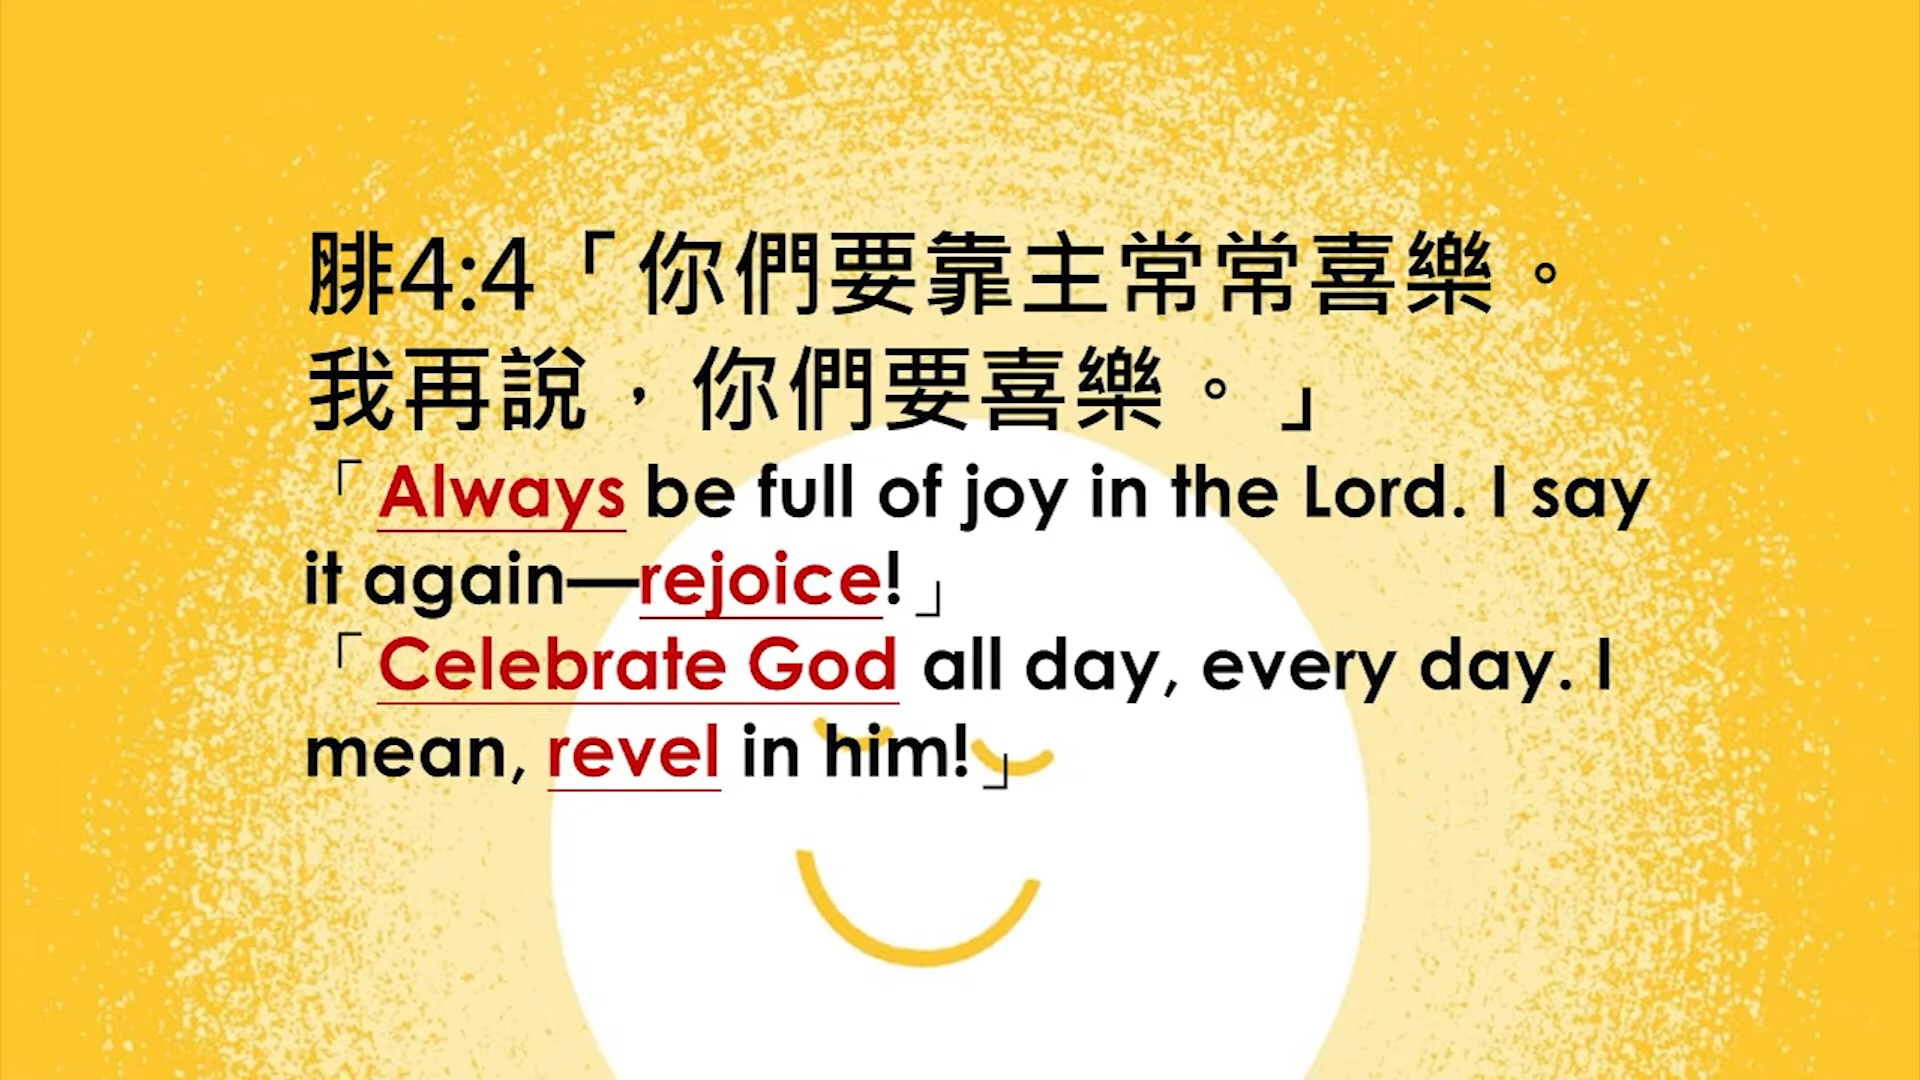 腓4:4「你們要靠主常常喜樂。
我再說，你們要喜樂。」
「Always be full of joy in the Lord. I say
it again—rejoice!」
「Celebrate God all day, every day. I
mean, revel in him!」